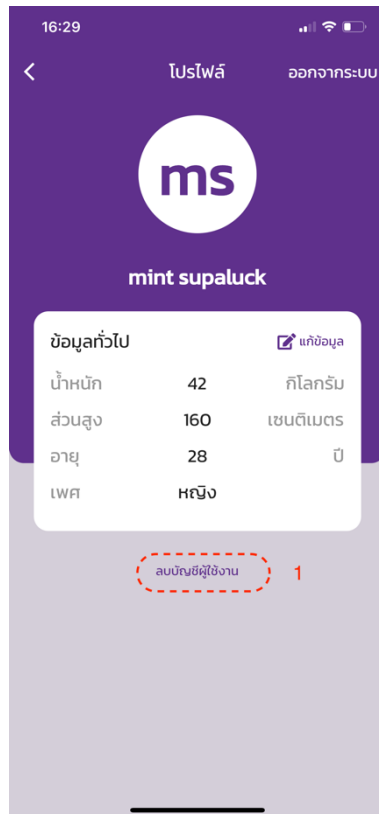 16:29
โปรไฟล์ ออกจากระบบ
ms
mint supaluck
ข้อมูลทั่วไป แก้ข้อมูล
น้ำหนัก 42 กิโลกรัม
ส่วนสูง 160 เซนติเมตร
อายุ 28 ปี
เพศ หญิง
ลบบัญชีผู้ใช้งาน 1